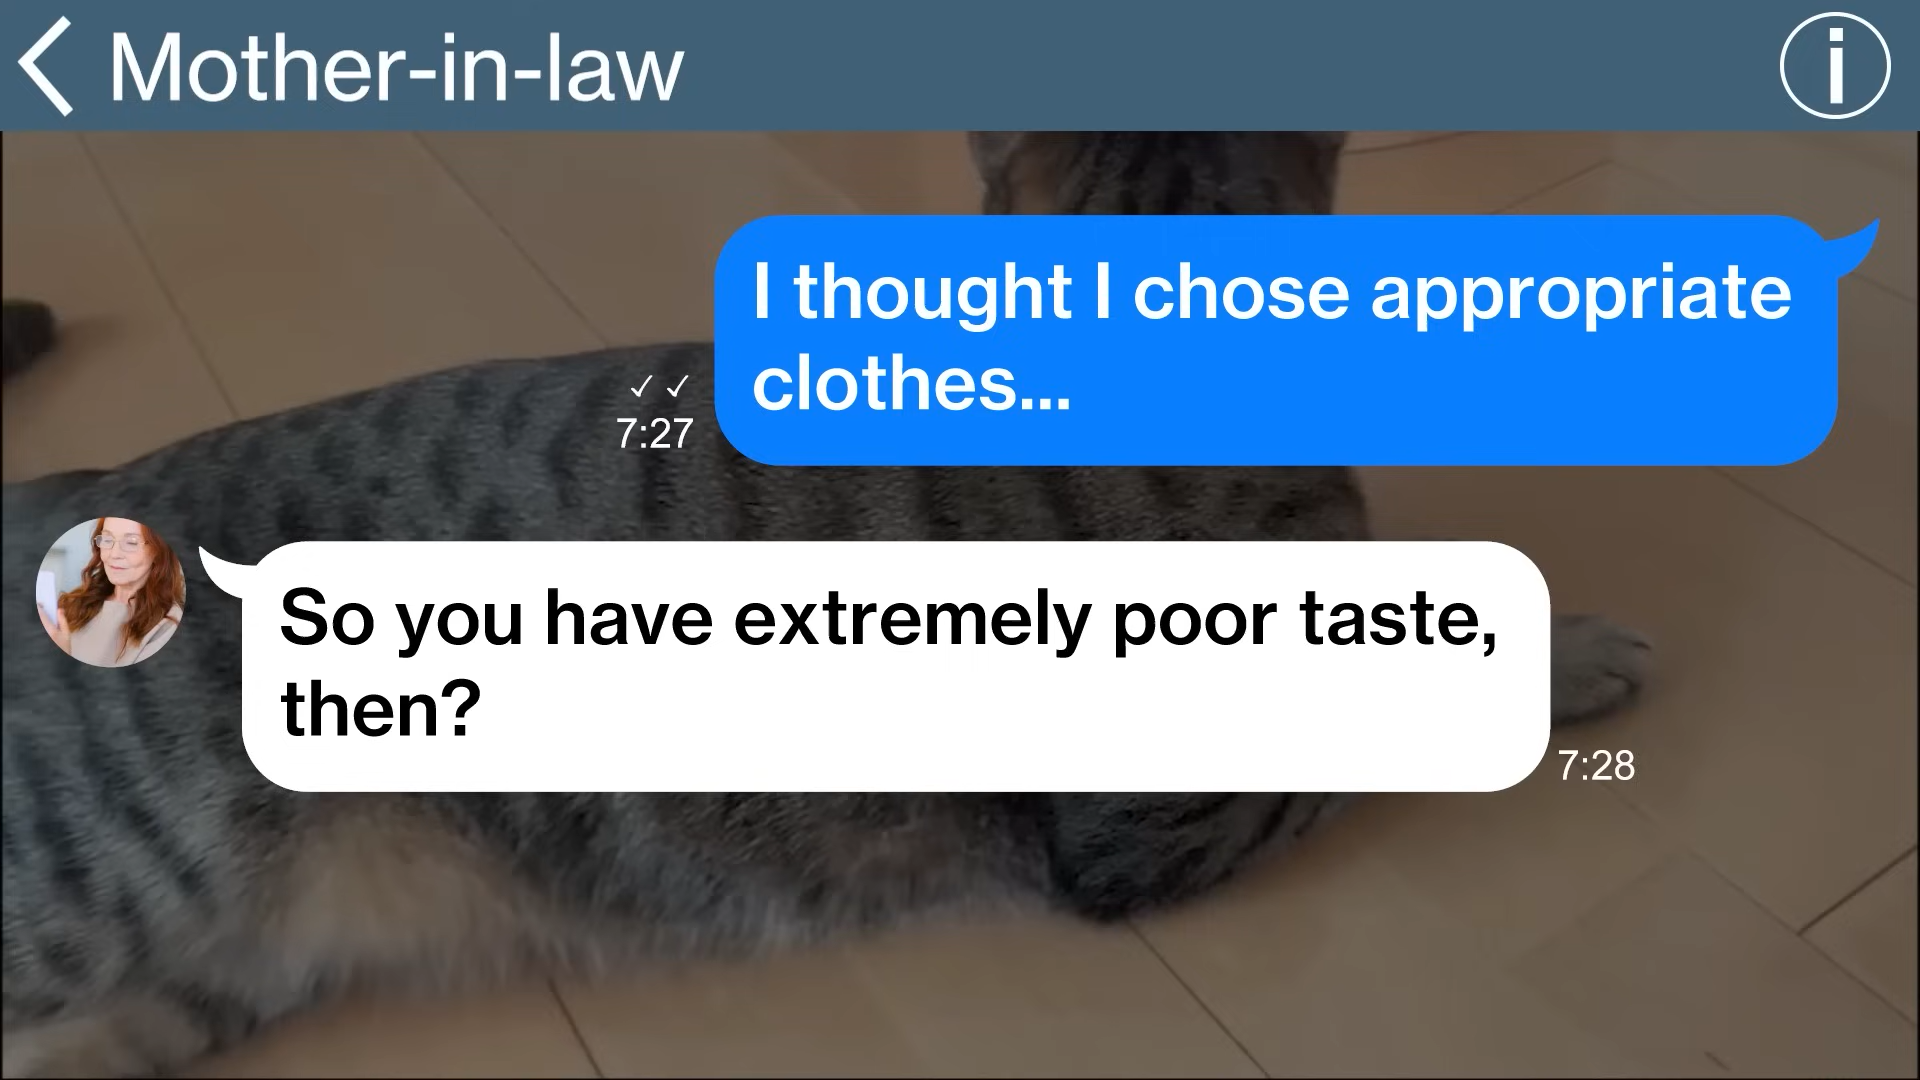 Mother-in-law
I thought I chose appropriate
clothes...
✓ ✓
7:27
So you have extremely poor taste,
then?
7:28